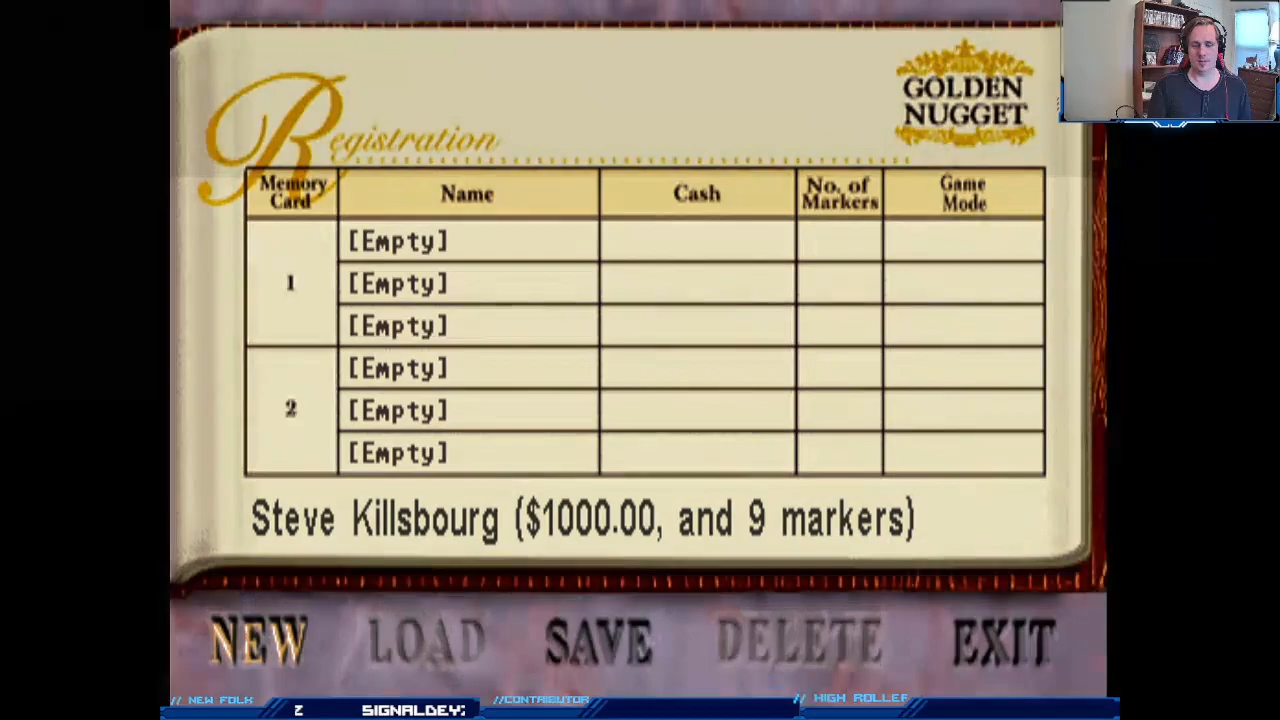 Registration
GOLDEN
NUGGET
Memory
Card
Name
Cash
No. of
Markers
Game
Mode
1
[Empty]
[Empty]
[Empty]
2
[Empty]
[Empty]
[Empty]
Steve Killsbourg ($1000.00, and 9 markers)
NEW LOAD SAVE DELETE EXIT
// NEW FOLK //CONTRIBUTOR // HIGH ROLLER
Z SIGNALDEYZ